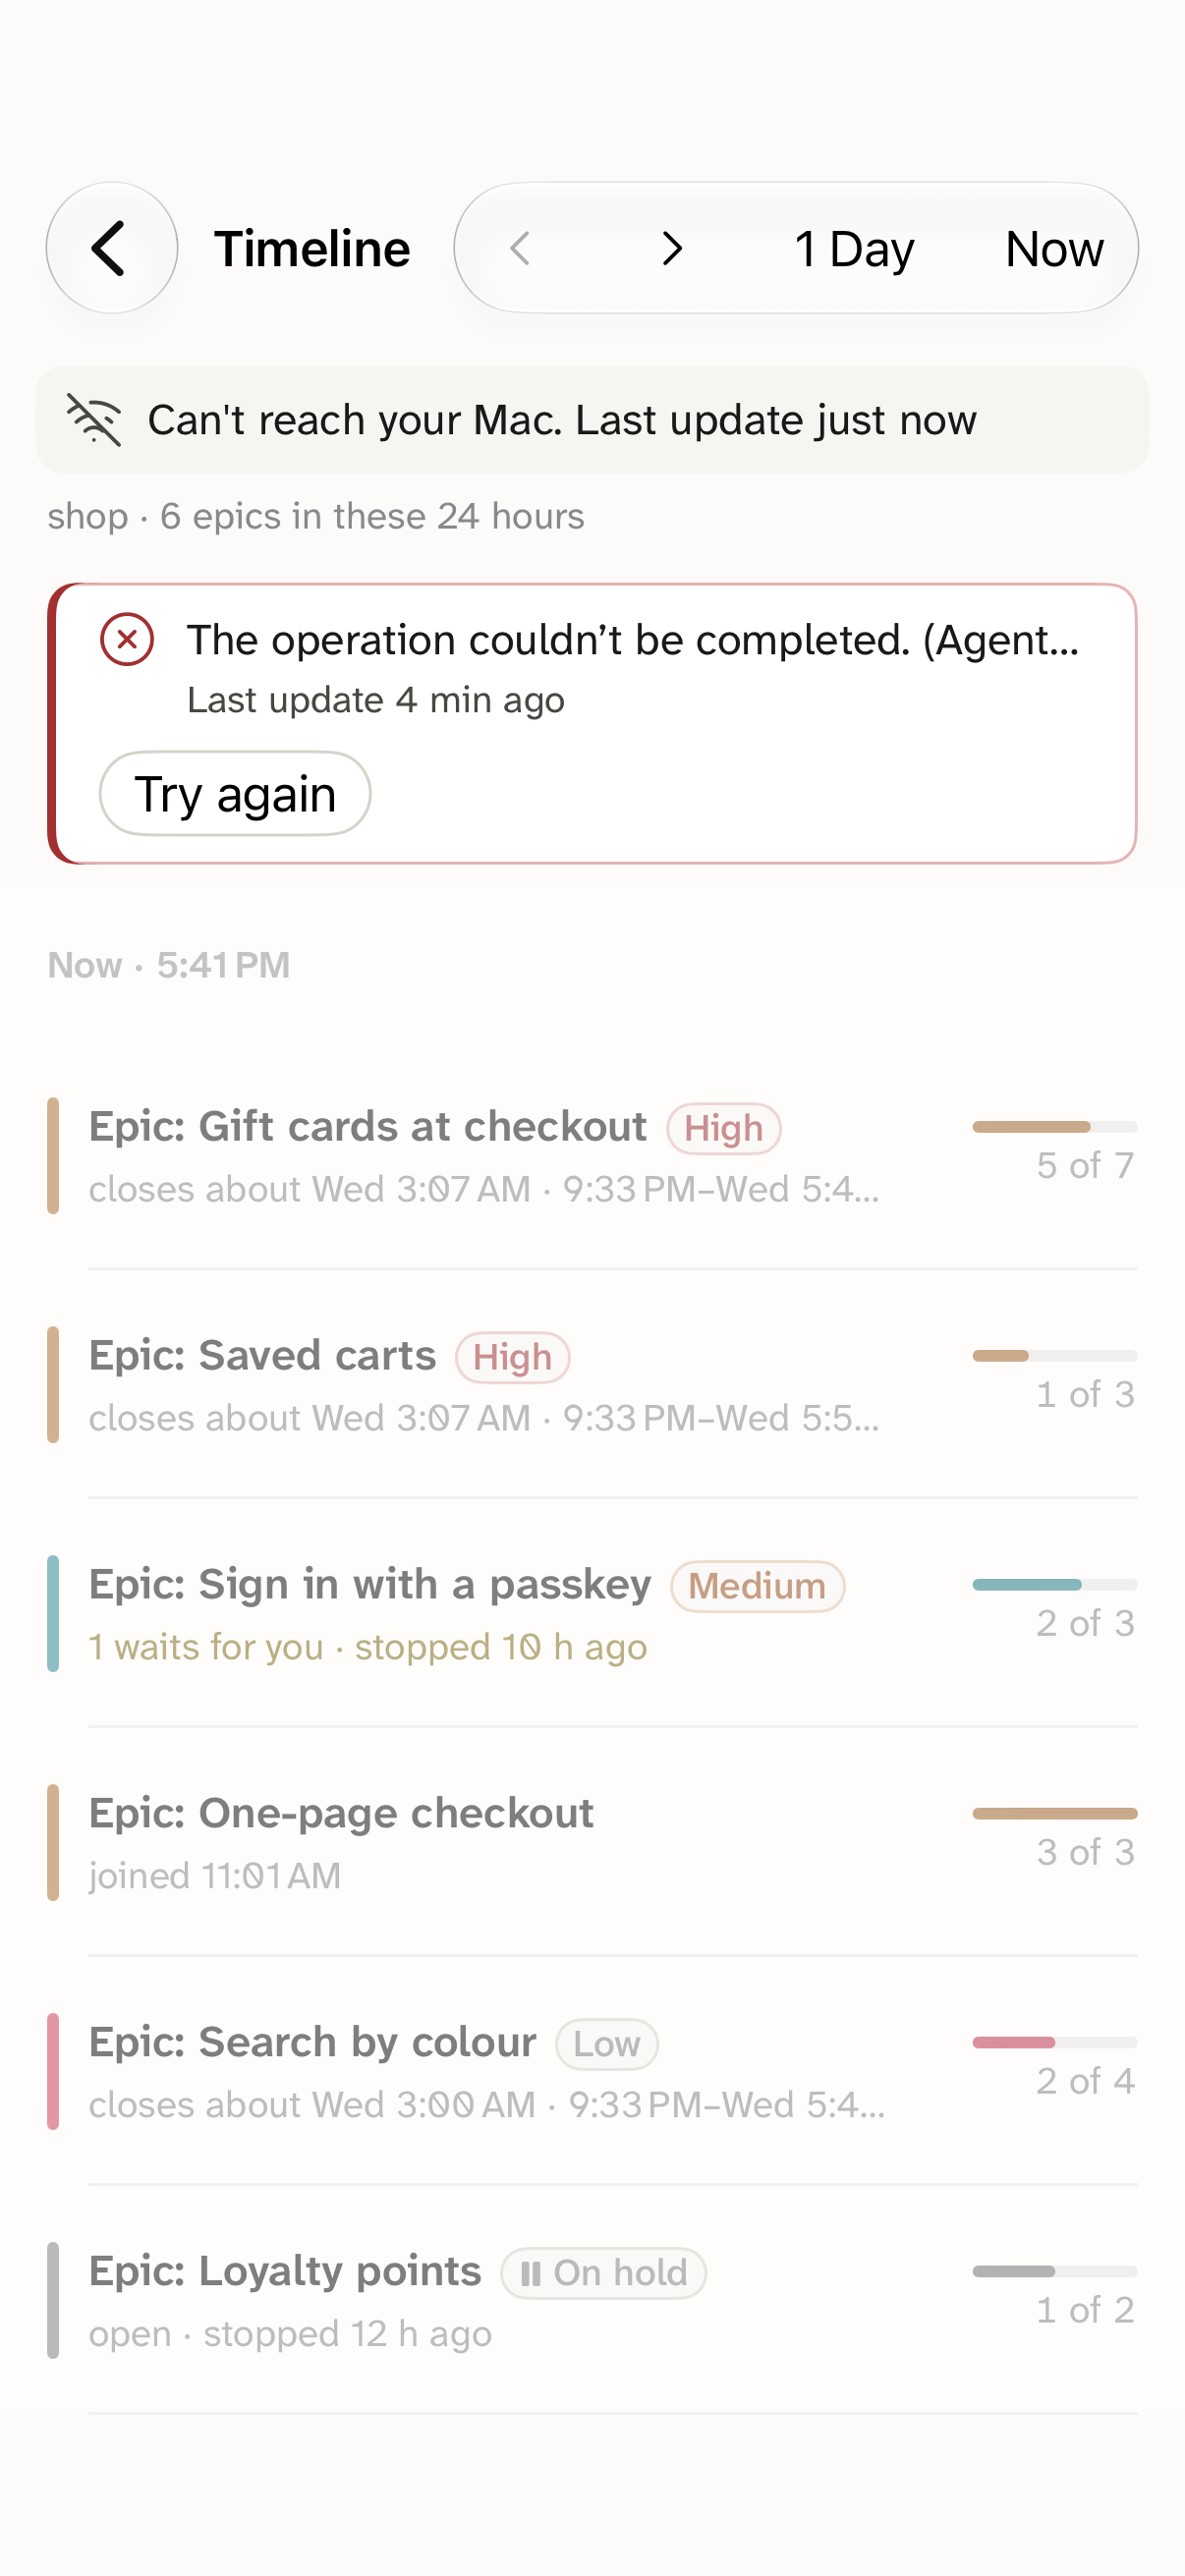 Timeline
1 Day
Now
Can't reach your Mac. Last update just now
shop · 6 epics in these 24 hours
The operation couldn’t be completed. (Agent…
Last update 4 min ago
Try again
Now · 5:41 PM
Epic: Gift cards at checkout High
5 of 7
closes about Wed 3:07 AM · 9:33 PM–Wed 5:4…
Epic: Saved carts High
1 of 3
closes about Wed 3:07 AM · 9:33 PM–Wed 5:5…
Epic: Sign in with a passkey Medium
2 of 3
1 waits for you · stopped 10 h ago
Epic: One-page checkout
3 of 3
joined 11:01 AM
Epic: Search by colour Low
2 of 4
closes about Wed 3:00 AM · 9:33 PM–Wed 5:4…
Epic: Loyalty points On hold
1 of 2
open · stopped 12 h ago